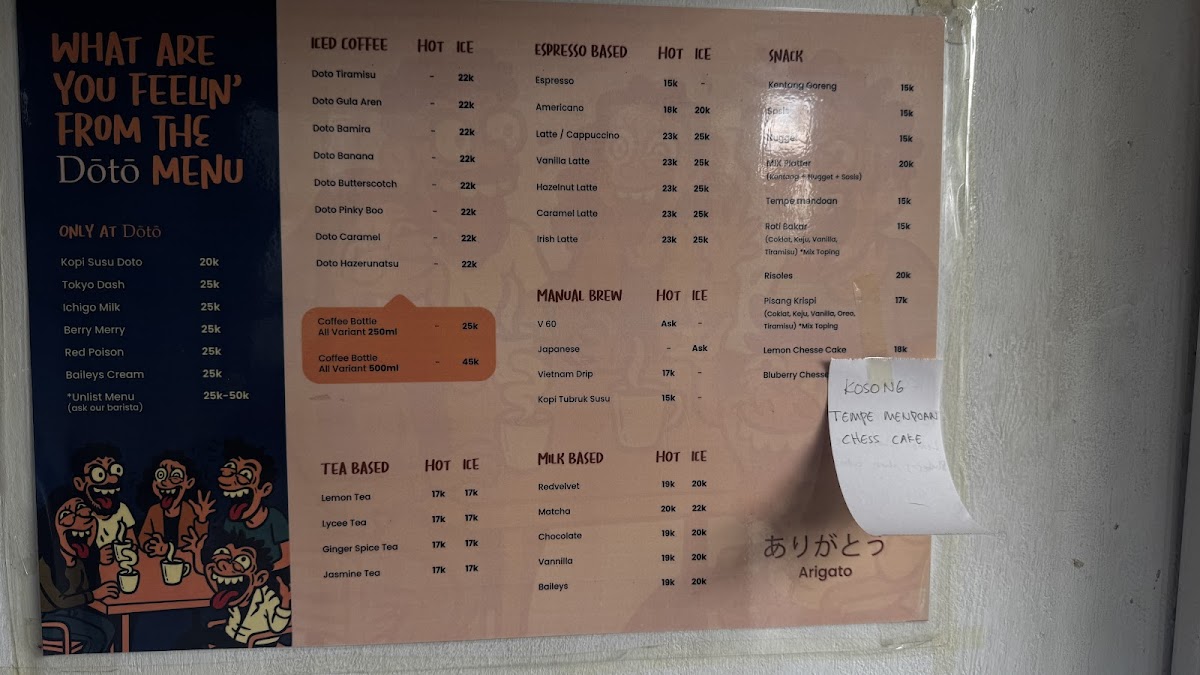 WHAT ARE
YOU FEELIN'
FROM THE
Dōtō MENU
ONLY AT Dōtō
Kopi Susu Doto 20k
Tokyo Dash 25k
Ichigo Milk 25k
Berry Merry 25k
Red Poison 25k
Baileys Cream 25k
*Unlist Menu 25k-50k
(ask our barista)
ICED COFFEE HOT ICE
Doto Tiramisu - 22k
Doto Gula Aren - 22k
Doto Bamira - 22k
Doto Banana - 22k
Doto Butterscotch - 22k
Doto Pinky Boo - 22k
Doto Caramel - 22k
Doto Hazerunatsu - 22k
Coffee Bottle
All Variant 250ml - 25k
Coffee Bottle
All Variant 500ml - 45k
TEA BASED HOT ICE
Lemon Tea 17k 17k
Lycee Tea 17k 17k
Ginger Spice Tea 17k 17k
Jasmine Tea 17k 17k
ESPRESSO BASED HOT ICE
Espresso 15k -
Americano 18k 20k
Latte / Cappuccino 23k 25k
Vanilla Latte 23k 25k
Hazelnut Latte 23k 25k
Caramel Latte 23k 25k
Irish Latte 23k 25k
MANUAL BREW HOT ICE
V 60 Ask -
Japanese - Ask
Vietnam Drip 17k -
Kopi Tubruk Susu 15k -
MILK BASED HOT ICE
Redvelvet 19k 20k
Matcha 20k 22k
Chocolate 19k 20k
Vannilla 19k 20k
Baileys 19k 20k
SNACK
Kentang Goreng 15k
Sosis 15k
Nugget 15k
MIX Platter 20k
(Kentang + Nugget + Sosis)
Tempe mendoan 15k
Roti Bakar 15k
(Coklat, Keju, Vanilla,
Tiramisu) *Mix Toping
Risoles 20k
Pisang Krispi 17k
(Coklat, Keju, Vanilla, Oreo,
Tiramisu) *Mix Toping
Lemon Chesse Cake 18k
Bluberry Chesse
KOSONG
TEMPE MENDOAN
CHESS CAKE
ありがとう
Arigato